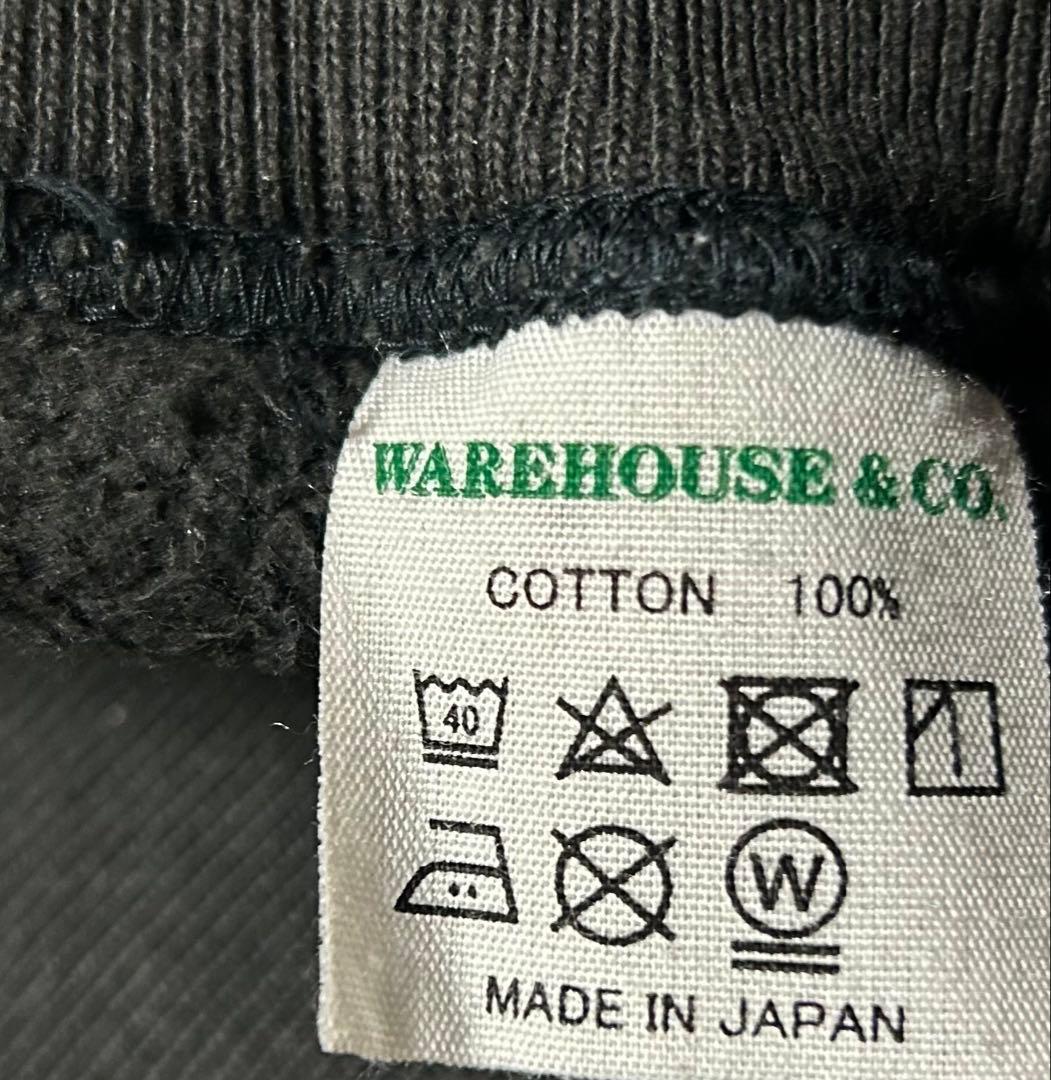 WAREHOUSE & CO.
COTTON 100%
40
W
MADE IN JAPAN